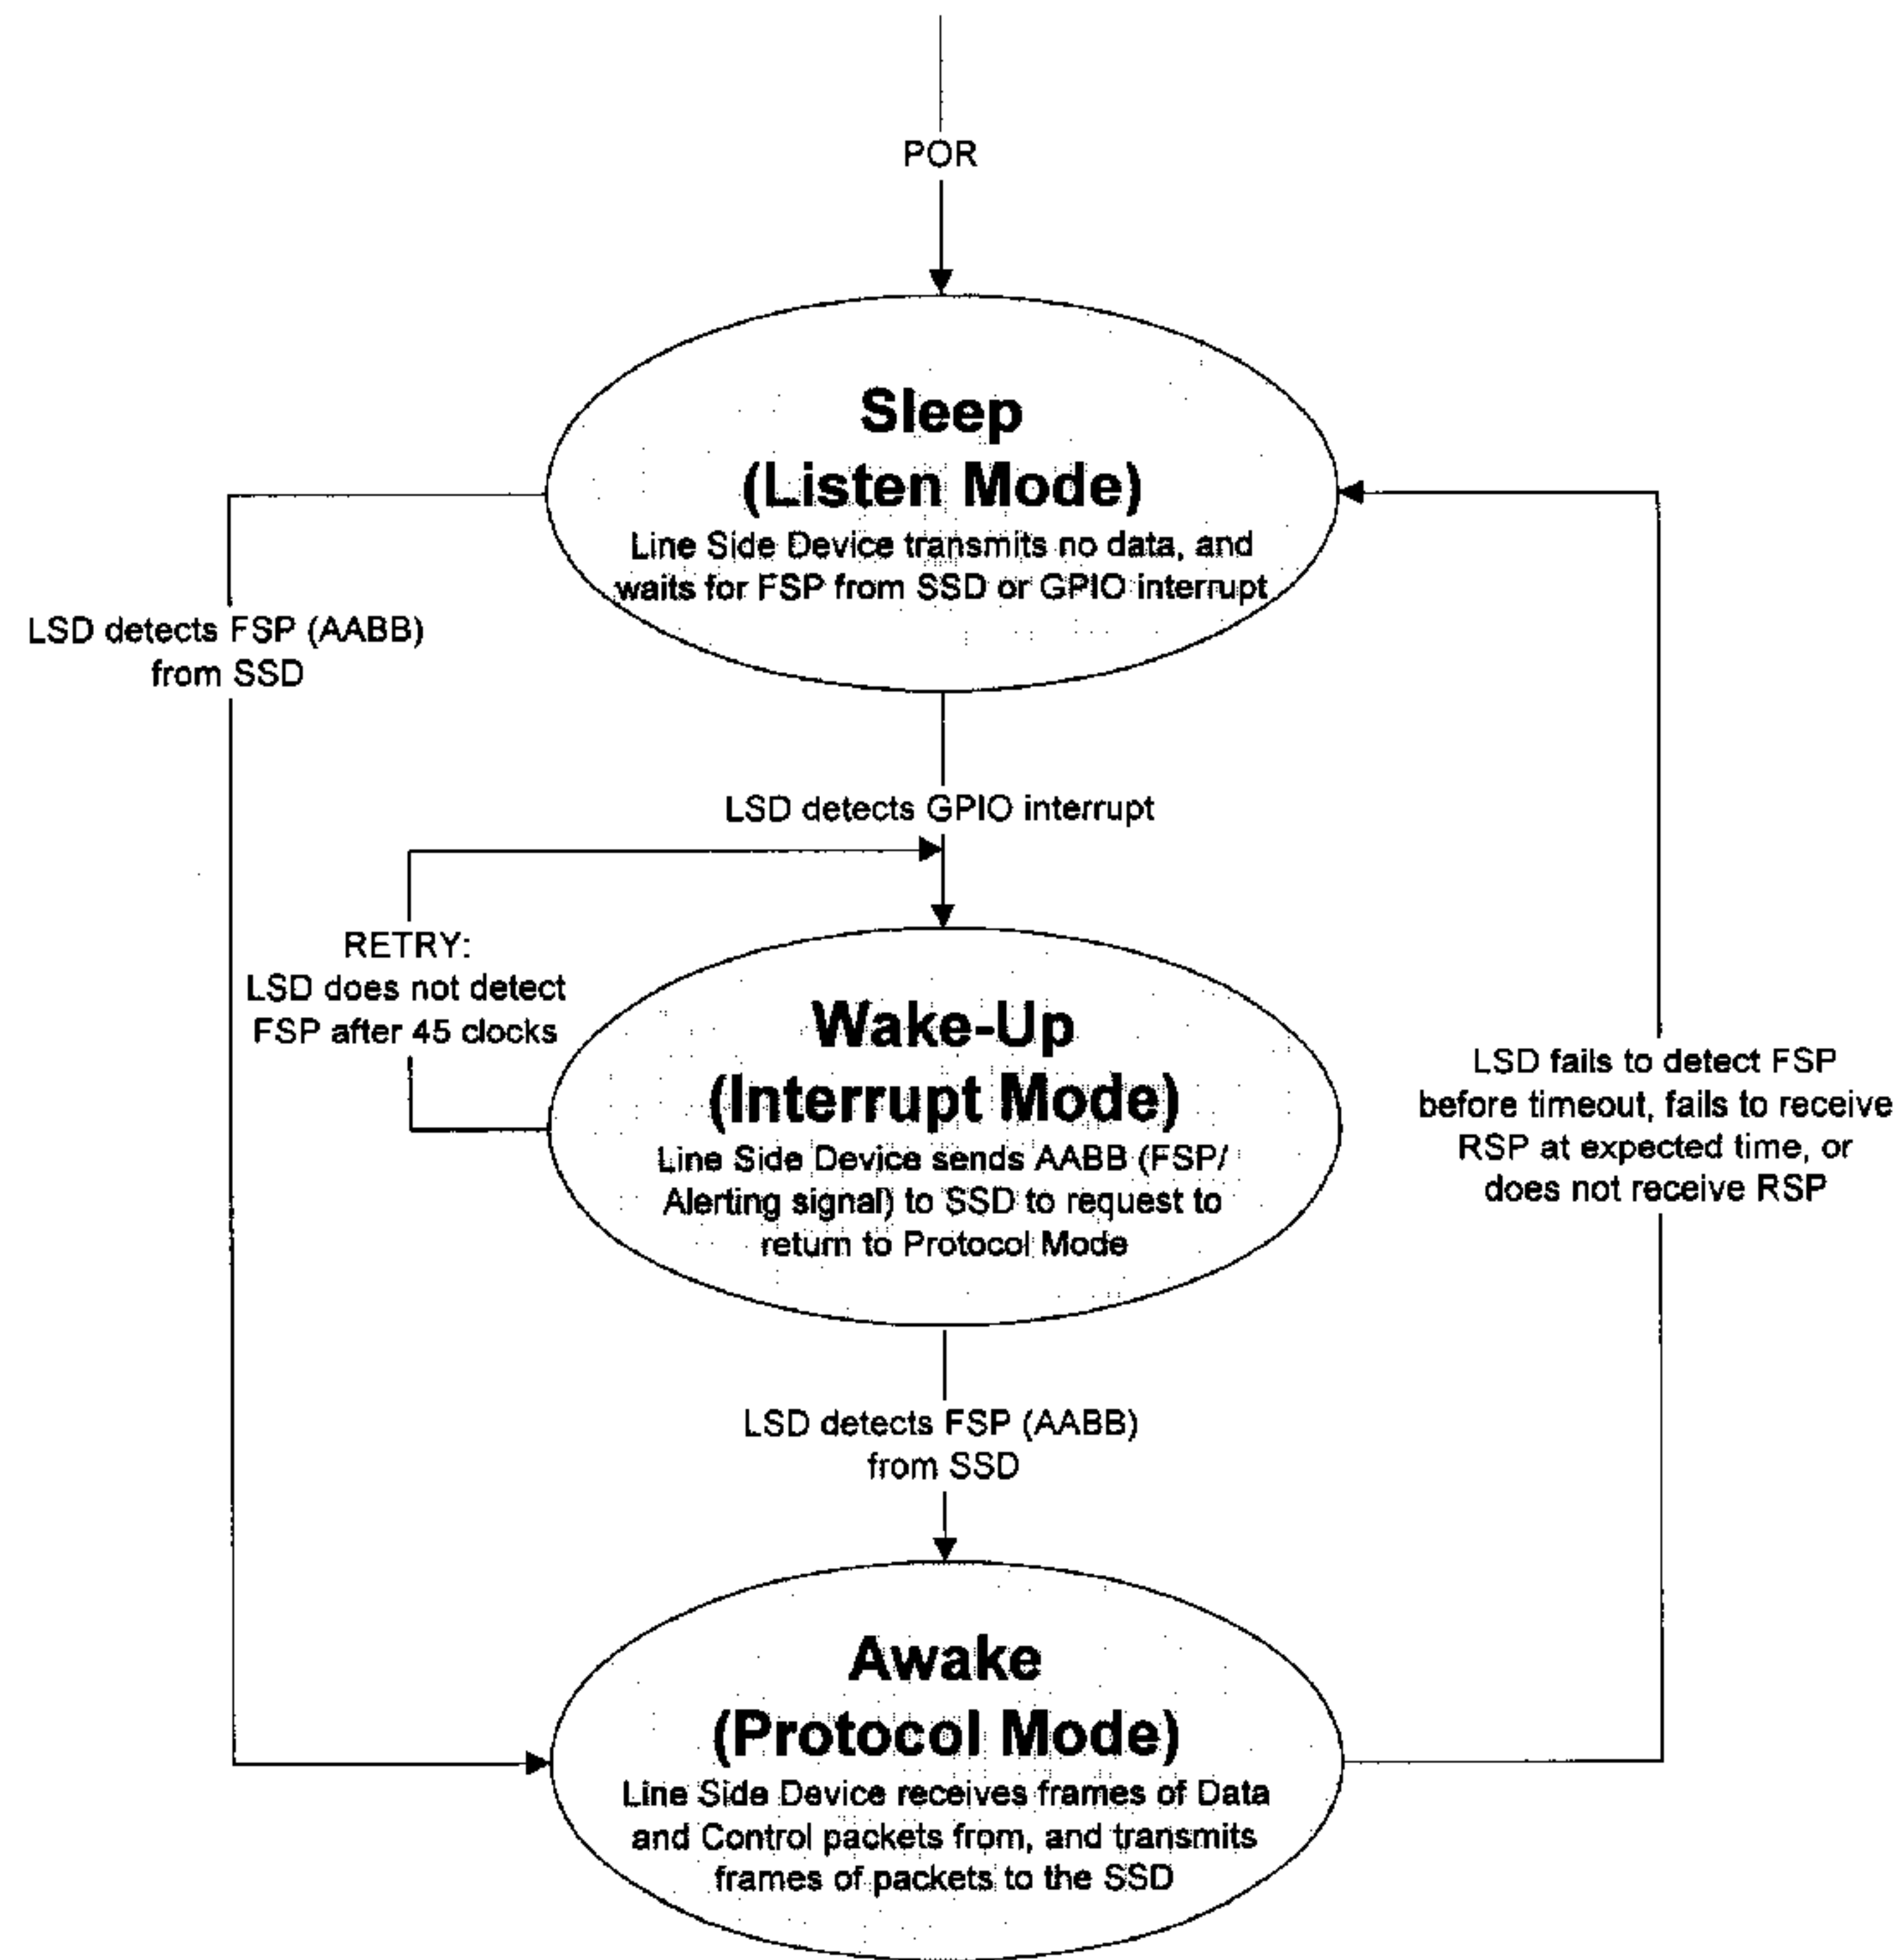 POR
Sleep
(Listen Mode)
Line Side Device transmits no data, and
waits for FSP from SSD or GPIO interrupt
LSD detects FSP (AABB)
from SSD
LSD detects GPIO interrupt
RETRY:
LSD does not detect
FSP after 45 clocks
Wake-Up
(Interrupt Mode)
Line Side Device sends AABB (FSP/
Alerting signal) to SSD to request to
return to Protocol Mode
LSD fails to detect FSP
before timeout, fails to receive
RSP at expected time, or
does not receive RSP
LSD detects FSP (AABB)
from SSD
Awake
(Protocol Mode)
Line Side Device receives frames of Data
and Control packets from, and transmits
frames of packets to the SSD